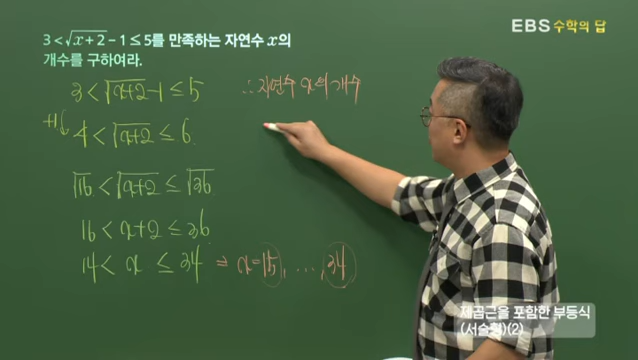 EBS 수학의 답
3 < √x+2 - 1 ≤ 5를 만족하는 자연수 x의
개수를 구하여라.
3 < √x+2 - 1 ≤ 5
+1↓ 4 < √x+2 ≤ 6
√16 < √x+2 ≤ √36
16 < x+2 ≤ 36
14 < x ≤ 34 ⇒ x=15, …, 34
∴ 자연수 x의 개수
제곱근을 포함한 부등식
(서술형)(2)